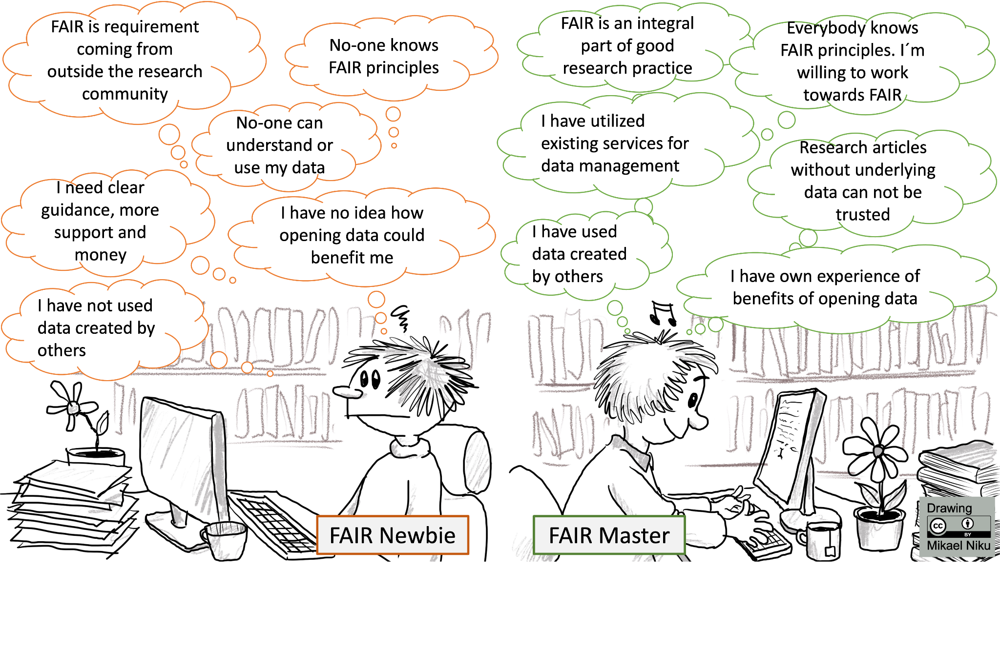 FAIR is requirement
coming from
outside the research
community
No-one knows
FAIR principles
No-one can
understand or
use my data
I need clear
guidance, more
support and
money
I have no idea how
opening data could
benefit me
I have not used
data created by
others
FAIR Newbie
FAIR is an integral
part of good
research practice
Everybody knows
FAIR principles. I´m
willing to work
towards FAIR
I have utilized
existing services for
data management
Research articles
without underlying
data can not be
trusted
I have used
data created
by others
I have own experience of
benefits of opening data
FAIR Master
Drawing
cc
BY
Mikael Niku